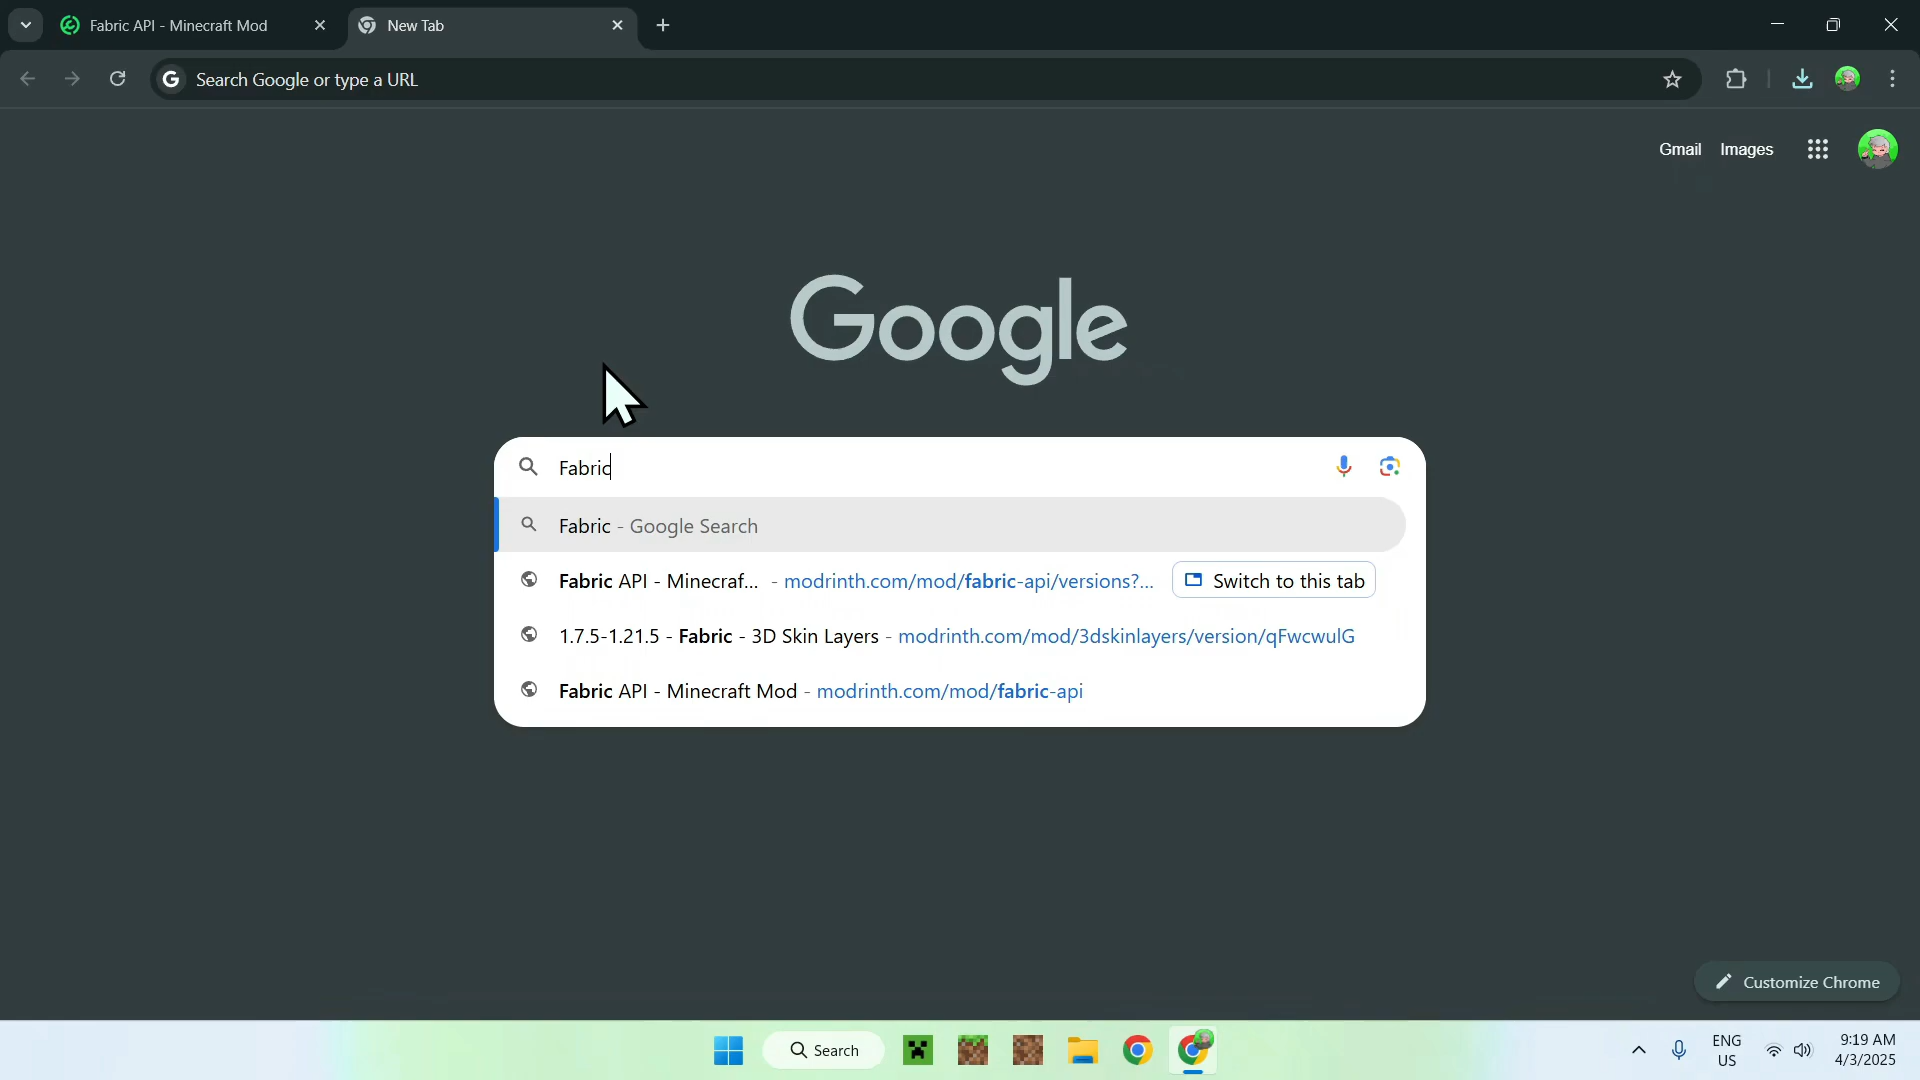 Fabric API - Minecraft Mod
New Tab
Search Google or type a URL
Gmail Images
Google
Fabric
Fabric - Google Search
Fabric API - Minecraf... - modrinth.com/mod/fabric-api/versions?... Switch to this tab
1.7.5-1.21.5 - Fabric - 3D Skin Layers - modrinth.com/mod/3dskinlayers/version/qFwcwulG
Fabric API - Minecraft Mod - modrinth.com/mod/fabric-api
Customize Chrome
Search
ENG
US
9:19 AM
4/3/2025